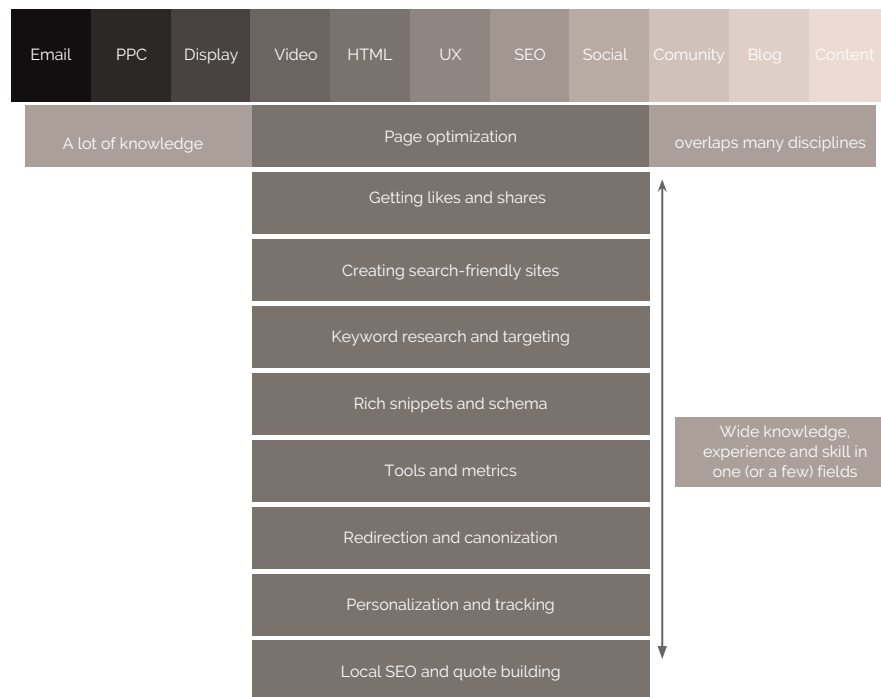 Email PPC Display Video HTML UX SEO Social Comunity Blog Content
A lot of knowledge Page optimization overlaps many disciplines
Getting likes and shares
Creating search-friendly sites
Keyword research and targeting
Rich snippets and schema
Wide knowledge,
experience and skill in
one (or a few) fields
Tools and metrics
Redirection and canonization
Personalization and tracking
Local SEO and quote building